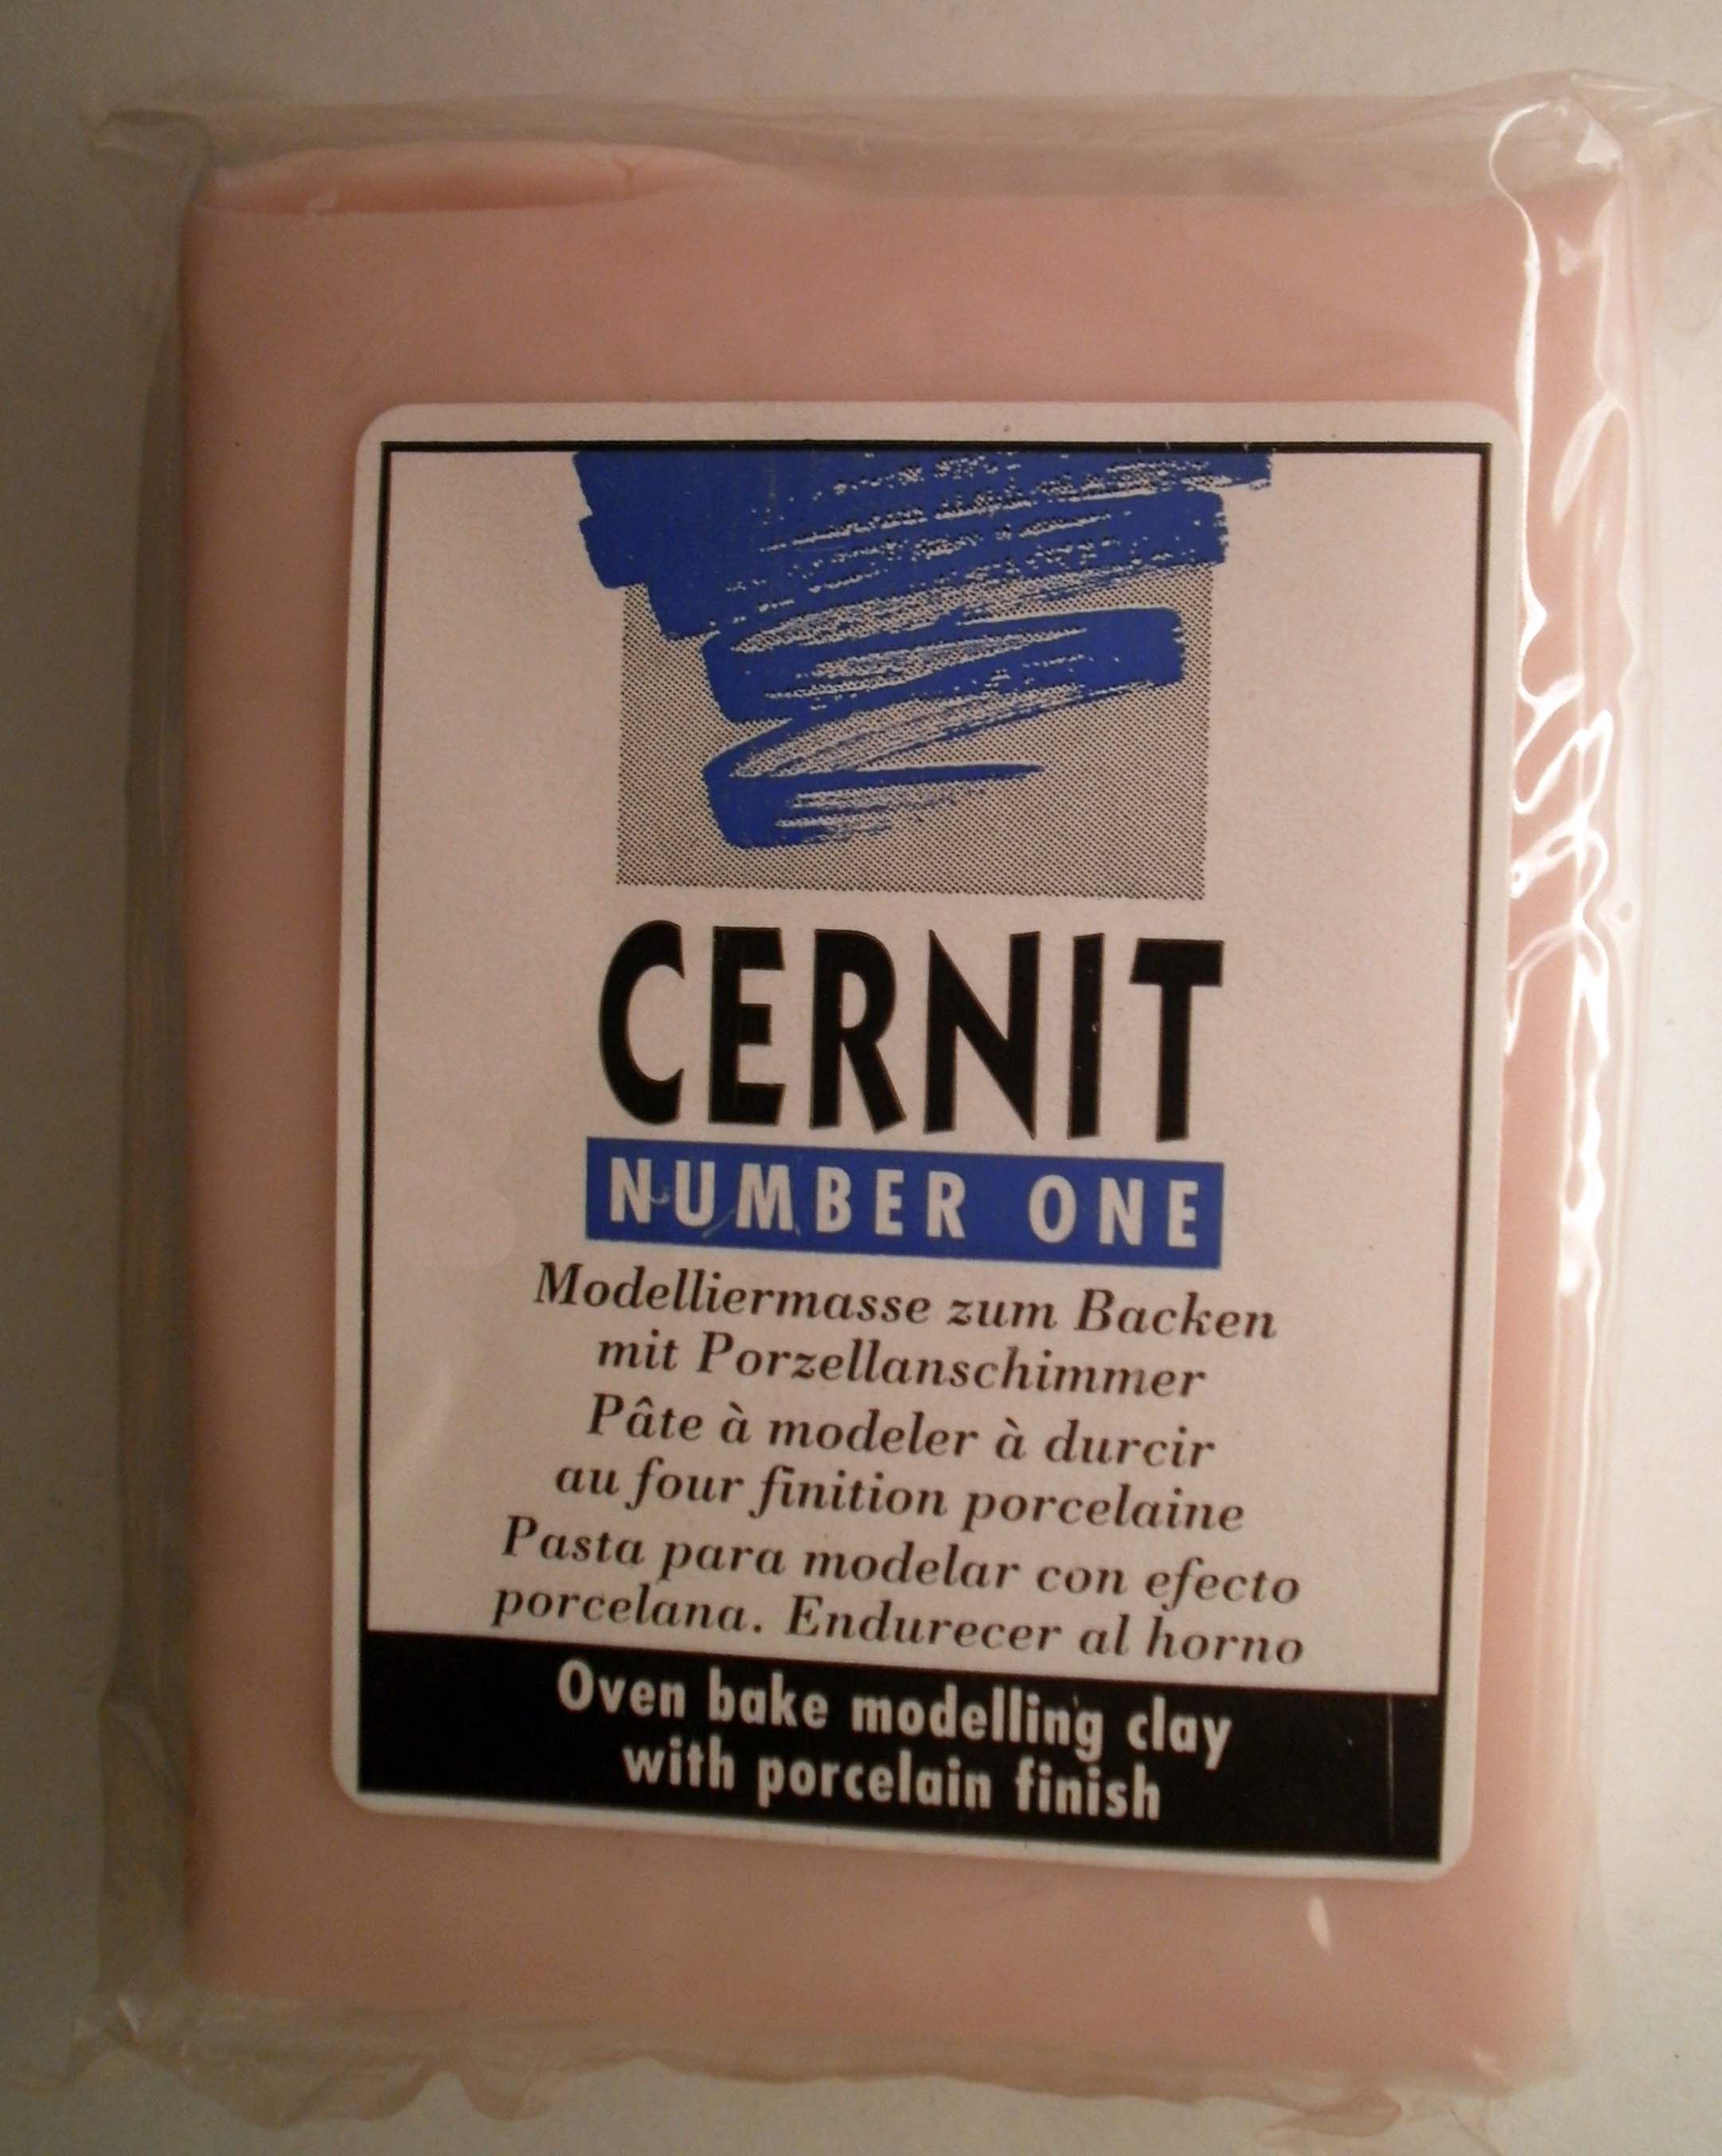 CERNIT
NUMBER ONE
Modelliermasse zum Backen
mit Porzellanschimmer
Pâte à modeler à durcir
au four finition porcelaine
Pasta para modelar con efecto
porcelana. Endurecer al horno
Oven bake modelling clay
with porcelain finish